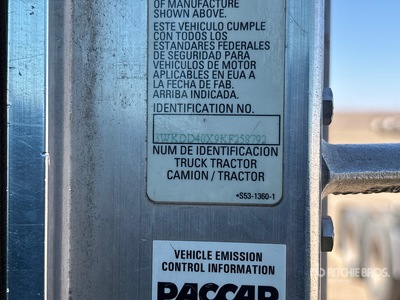 OF MANUFACTURE
SHOWN ABOVE.
ESTE VEHICULO CUMPLE
CON TODOS LOS
ESTANDARES FEDERALES
DE SEGURIDAD PARA
VEHICULOS DE MOTOR
APLICABLES EN EUA A
LA FECHA DE FAB.
ARRIBA INDICADA.
IDENTIFICATION NO.
3WKDD40X9KF258792
NUM DE IDENTIFICACION
TRUCK TRACTOR
CAMION / TRACTOR
*S53-1360-1
VEHICLE EMISSION
CONTROL INFORMATION
PACCAR
RITCHIE BROS.